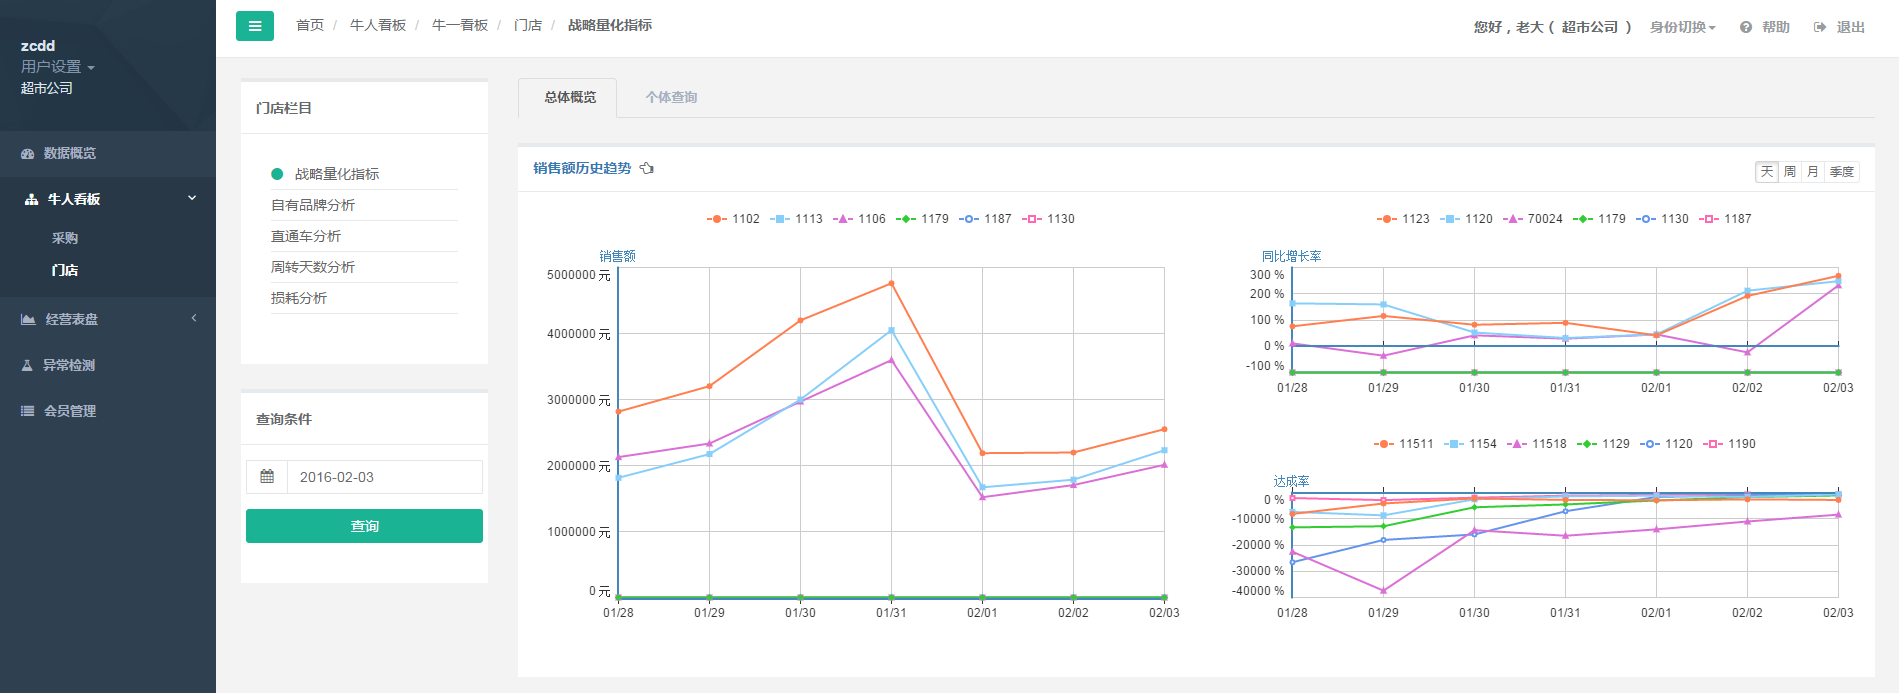 zcdd
用户设置
超市公司
数据概览
牛人看板
采购
门店
经营表盘
异常检测
会员管理
首页 / 牛人看板 / 牛一看板 / 门店 / 战略量化指标
您好，老大（ 超市公司 ） 身份切换 帮助 退出
门店栏目
战略量化指标
自有品牌分析
直通车分析
周转天数分析
损耗分析
查询条件
2016-02-03
查询
总体概览 个体查询
销售额历史趋势
天 周 月 季度
1102 1113 1106 1179 1187 1130
销售额
5000000 元
4000000 元
3000000 元
2000000 元
1000000 元
0 元
01/28 01/29 01/30 01/31 02/01 02/02 02/03
1123 1120 70024 1179 1130 1187
同比增长率
300 %
200 %
100 %
0 %
-100 %
01/28 01/29 01/30 01/31 02/01 02/02 02/03
11511 1154 11518 1129 1120 1190
达成率
0 %
-10000 %
-20000 %
-30000 %
-40000 %
01/28 01/29 01/30 01/31 02/01 02/02 02/03